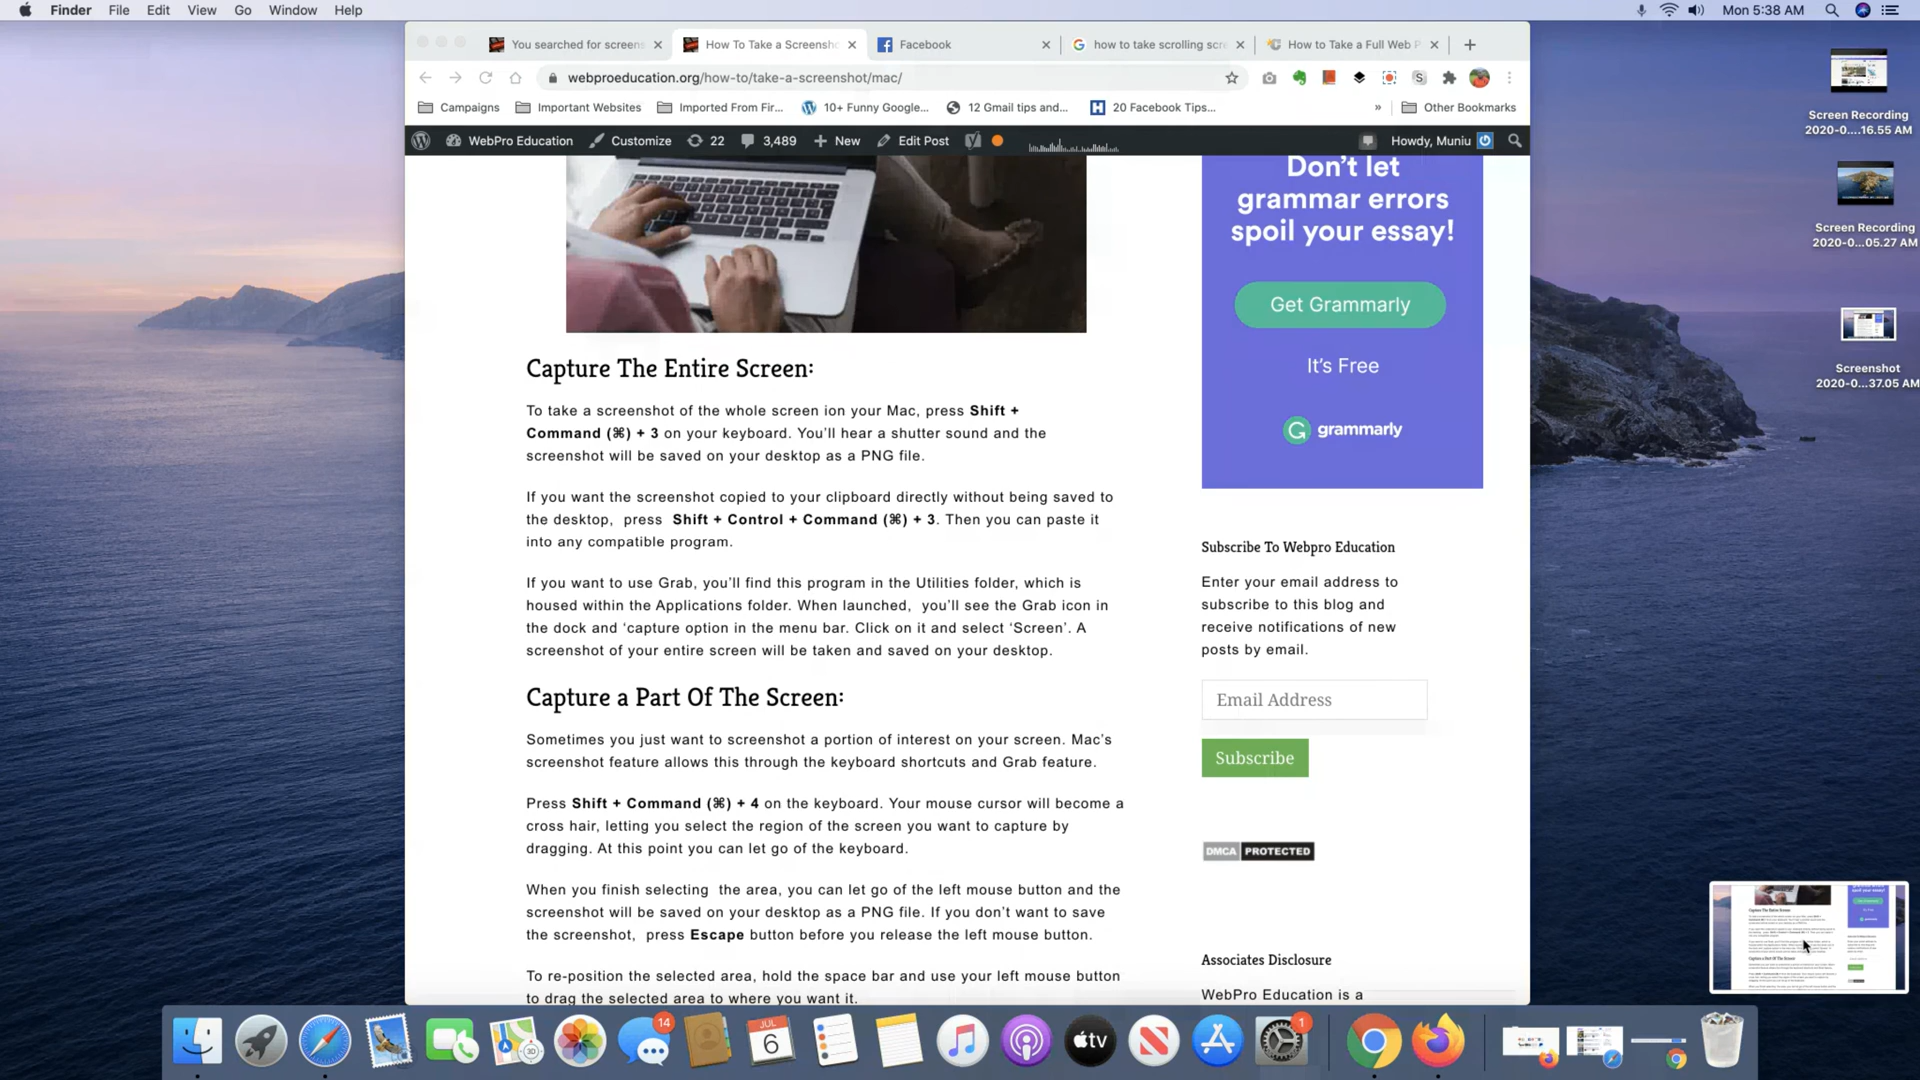 Finder File Edit View Go Window Help
Mon 5:38 AM
You searched for screens
How To Take a Screensho
Facebook
how to take scrolling scre
How to Take a Full Web P
webproeducation.org/how-to/take-a-screenshot/mac/
Campaigns
Important Websites
Imported From Fir...
10+ Funny Google...
12 Gmail tips and...
20 Facebook Tips...
» Other Bookmarks
WebPro Education
Customize
22
3,489
New
Edit Post
Howdy, Muniu
Capture The Entire Screen:
To take a screenshot of the whole screen ion your Mac, press Shift +
Command (⌘) + 3 on your keyboard. You’ll hear a shutter sound and the
screenshot will be saved on your desktop as a PNG file.
If you want the screenshot copied to your clipboard directly without being saved to
the desktop, press Shift + Control + Command (⌘) + 3. Then you can paste it
into any compatible program.
If you want to use Grab, you’ll find this program in the Utilities folder, which is
housed within the Applications folder. When launched, you’ll see the Grab icon in
the dock and ‘capture option in the menu bar. Click on it and select ‘Screen’. A
screenshot of your entire screen will be taken and saved on your desktop.
Capture a Part Of The Screen:
Sometimes you just want to screenshot a portion of interest on your screen. Mac’s
screenshot feature allows this through the keyboard shortcuts and Grab feature.
Press Shift + Command (⌘) + 4 on the keyboard. Your mouse cursor will become a
cross hair, letting you select the region of the screen you want to capture by
dragging. At this point you can let go of the keyboard.
When you finish selecting the area, you can let go of the left mouse button and the
screenshot will be saved on your desktop as a PNG file. If you don’t want to save
the screenshot, press Escape button before you release the left mouse button.
To re-position the selected area, hold the space bar and use your left mouse button
to drag the selected area to where you want it.
Don’t let
grammar errors
spoil your essay!
Get Grammarly
It’s Free
grammarly
Subscribe To Webpro Education
Enter your email address to
subscribe to this blog and
receive notifications of new
posts by email.
Email Address
Subscribe
DMCA PROTECTED
Associates Disclosure
WebPro Education is a
Screen Recording
2020-0....16.55 AM
Screen Recording
2020-0...05.27 AM
Screenshot
2020-0...37.05 AM
14
JUL
6
3D
tv
1